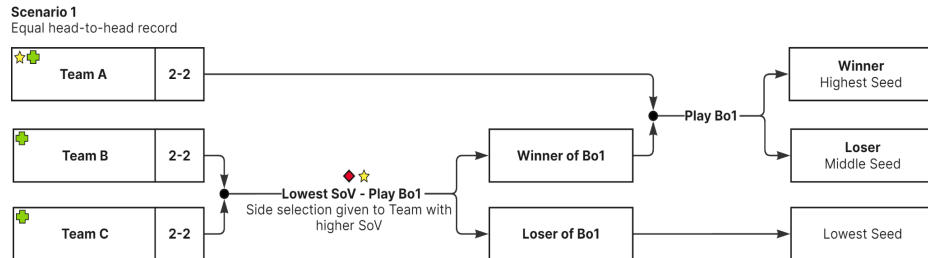 Scenario 1
Equal head-to-head record
Team A 2-2
Winner
Highest Seed
Play Bo1
Team B 2-2
Winner of Bo1
Loser
Middle Seed
Lowest SoV - Play Bo1
Side selection given to Team with
higher SoV
Team C 2-2
Loser of Bo1
Lowest Seed